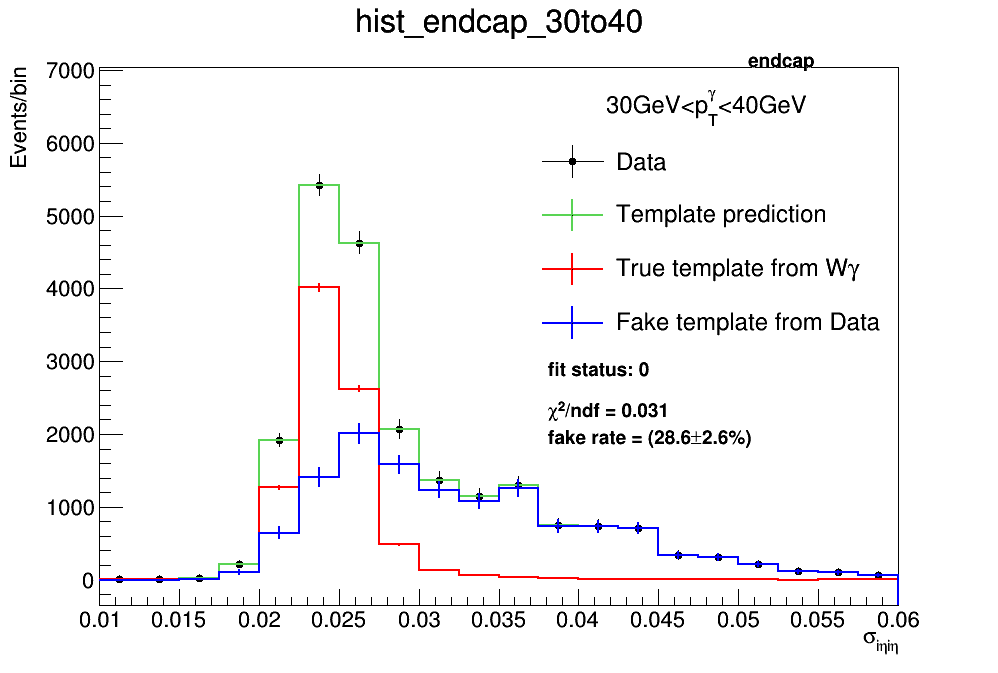 hist_endcap_30to40
endcap
Events/bin
7000
6000
5000
4000
3000
2000
1000
0
30GeV<p_T^γ<40GeV
Data
Template prediction
True template from Wγ
Fake template from Data
fit status: 0
χ²/ndf = 0.031
fake rate = (28.6±2.6%)
0.01 0.015 0.02 0.025 0.03 0.035 0.04 0.045 0.05 0.055 0.06
σ_iηiη